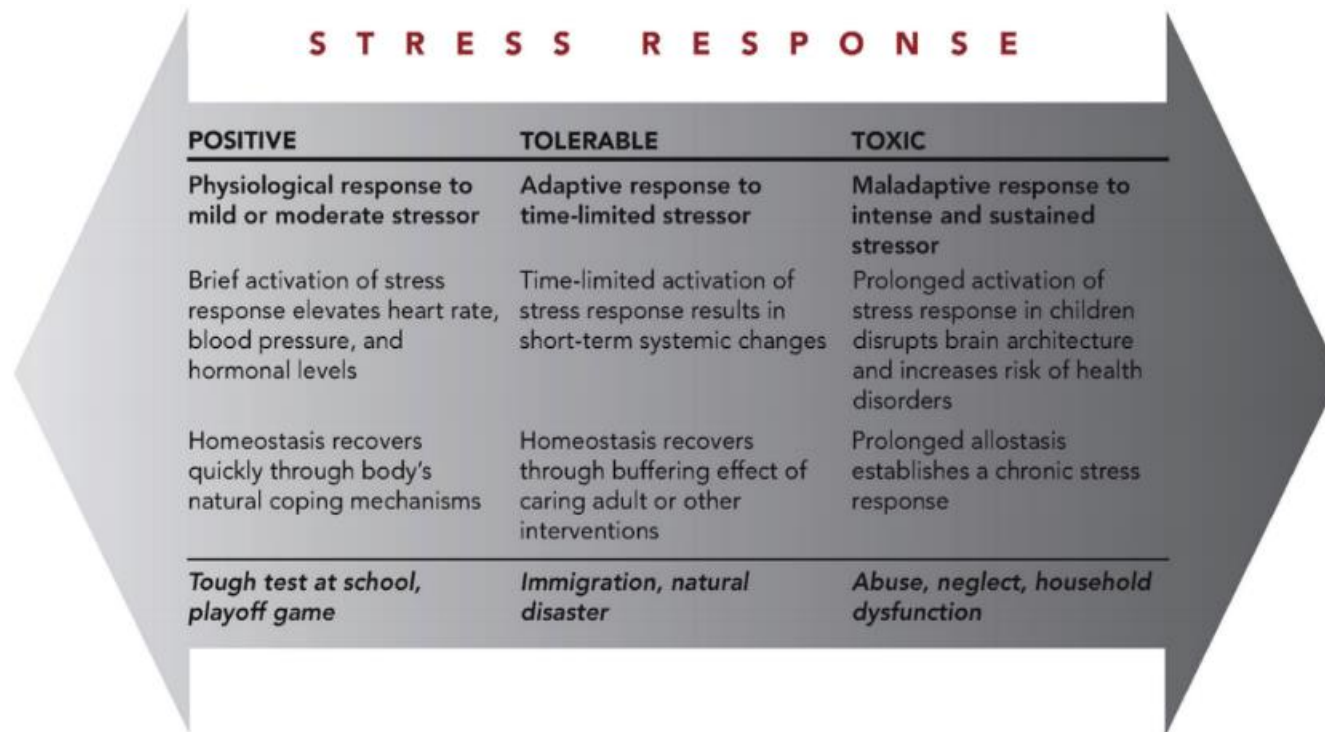 STRESS RESPONSE
POSITIVE
Physiological response to
mild or moderate stressor
Brief activation of stress
response elevates heart rate,
blood pressure, and
hormonal levels
Homeostasis recovers
quickly through body's
natural coping mechanisms
Tough test at school,
playoff game
TOLERABLE
Adaptive response to
time-limited stressor
Time-limited activation of
stress response results in
short-term systemic changes
Homeostasis recovers
through buffering effect of
caring adult or other
interventions
Immigration, natural
disaster
TOXIC
Maladaptive response to
intense and sustained
stressor
Prolonged activation of
stress response in children
disrupts brain architecture
and increases risk of health
disorders
Prolonged allostasis
establishes a chronic stress
response
Abuse, neglect, household
dysfunction